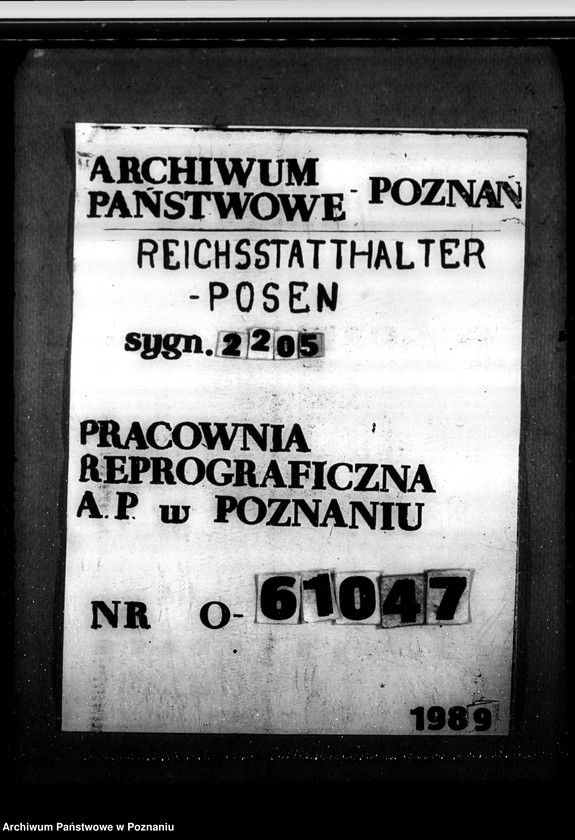 ARCHIWUM
PAŃSTWOWE - POZNAŃ
REICHSSTATTHALTER
-POSEN
sygn. 2205
PRACOWNIA
REPROGRAFICZNA
A.P. w POZNANIU
NR O-61047
1989
Archiwum Państwowe w Poznaniu